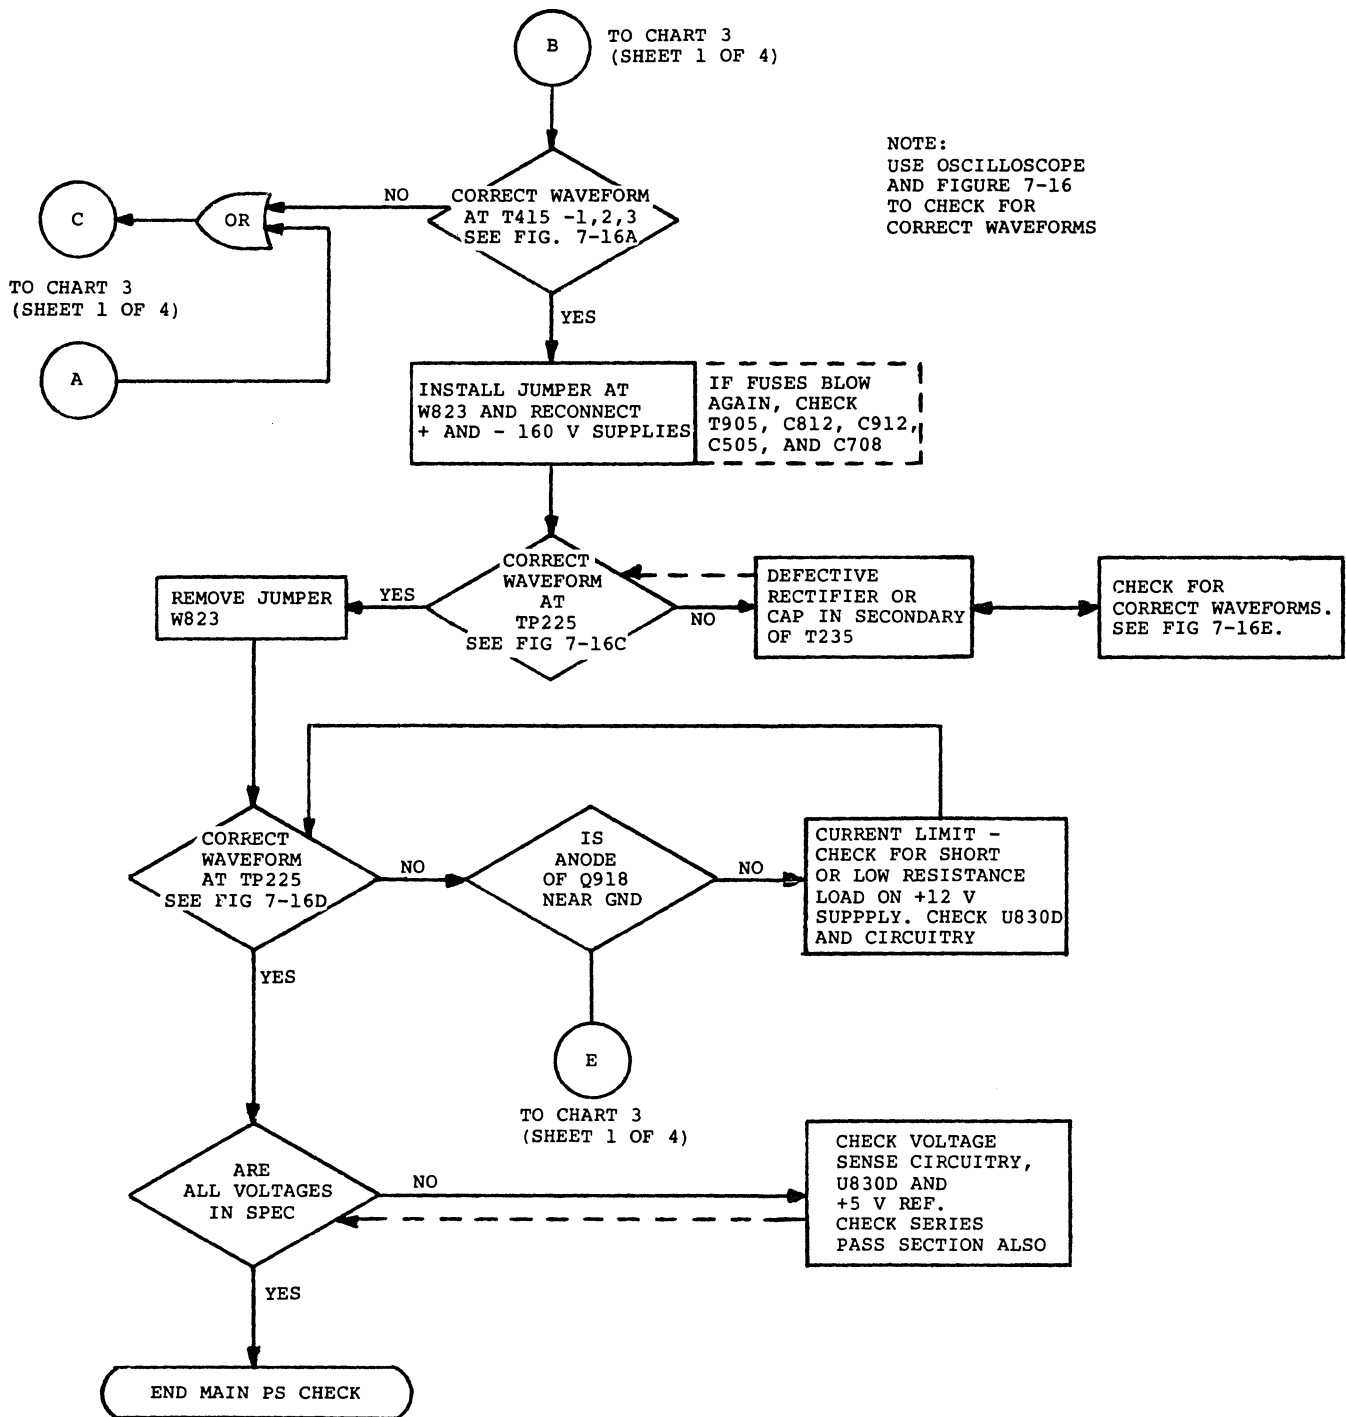 B
TO CHART 3
(SHEET 1 OF 4)
NOTE:
USE OSCILLOSCOPE
AND FIGURE 7-16
TO CHECK FOR
CORRECT WAVEFORMS
CORRECT WAVEFORM
AT T415 -1,2,3
SEE FIG. 7-16A
NO
OR
C
TO CHART 3
(SHEET 1 OF 4)
A
YES
INSTALL JUMPER AT
W823 AND RECONNECT
+ AND - 160 V SUPPLIES
IF FUSES BLOW
AGAIN, CHECK
T905, C812, C912,
C505, AND C708
CORRECT
WAVEFORM
AT
TP225
SEE FIG 7-16C
YES
REMOVE JUMPER
W823
NO
DEFECTIVE
RECTIFIER OR
CAP IN SECONDARY
OF T235
CHECK FOR
CORRECT WAVEFORMS.
SEE FIG 7-16E.
CORRECT
WAVEFORM
AT TP225
SEE FIG 7-16D
NO
IS
ANODE
OF Q918
NEAR GND
NO
CURRENT LIMIT -
CHECK FOR SHORT
OR LOW RESISTANCE
LOAD ON +12 V
SUPPPLY. CHECK U830D
AND CIRCUITRY
YES
E
TO CHART 3
(SHEET 1 OF 4)
ARE
ALL VOLTAGES
IN SPEC
NO
CHECK VOLTAGE
SENSE CIRCUITRY,
U830D AND
+5 V REF.
CHECK SERIES
PASS SECTION ALSO
YES
END MAIN PS CHECK